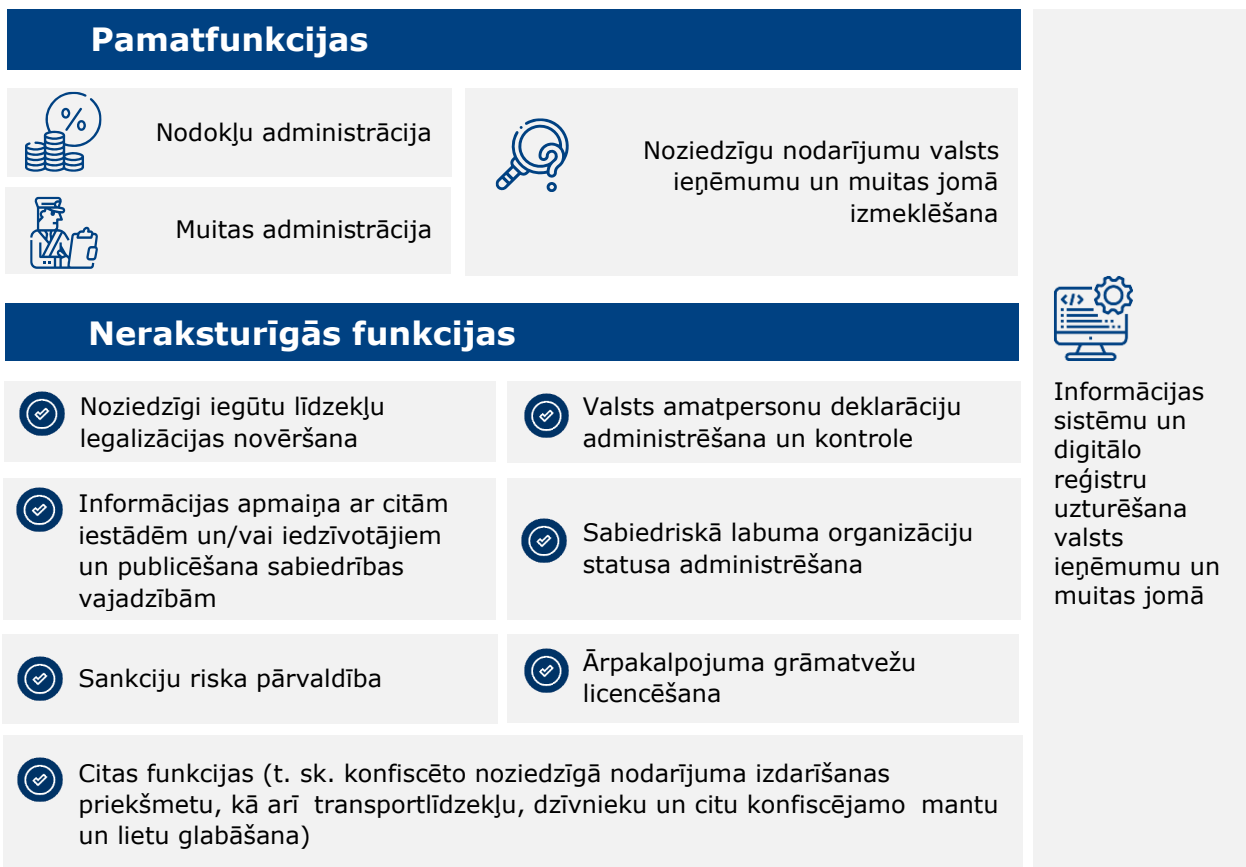 Pamatfunkcijas
Nodokļu administrācija
Muitas administrācija
Noziedzīgu nodarījumu valsts
ieņēmumu un muitas jomā
izmeklēšana
Neraksturīgās funkcijas
Noziedzīgi iegūtu līdzekļu
legalizācijas novēršana
Valsts amatpersonu deklarāciju
administrēšana un kontrole
Informācijas apmaiņa ar citām
iestādēm un/vai iedzīvotājiem
un publicēšana sabiedrības
vajadzībām
Sabiedriskā labuma organizāciju
statusa administrēšana
Sankciju riska pārvaldība
Ārpakalpojuma grāmatvežu
licencēšana
Citas funkcijas (t. sk. konfiscēto noziedzīgā nodarījuma izdarīšanas
priekšmetu, kā arī transportlīdzekļu, dzīvnieku un citu konfiscējamo mantu
un lietu glabāšana)
Informācijas
sistēmu un
digitālo
reģistru
uzturēšana
valsts
ieņēmumu un
muitas jomā